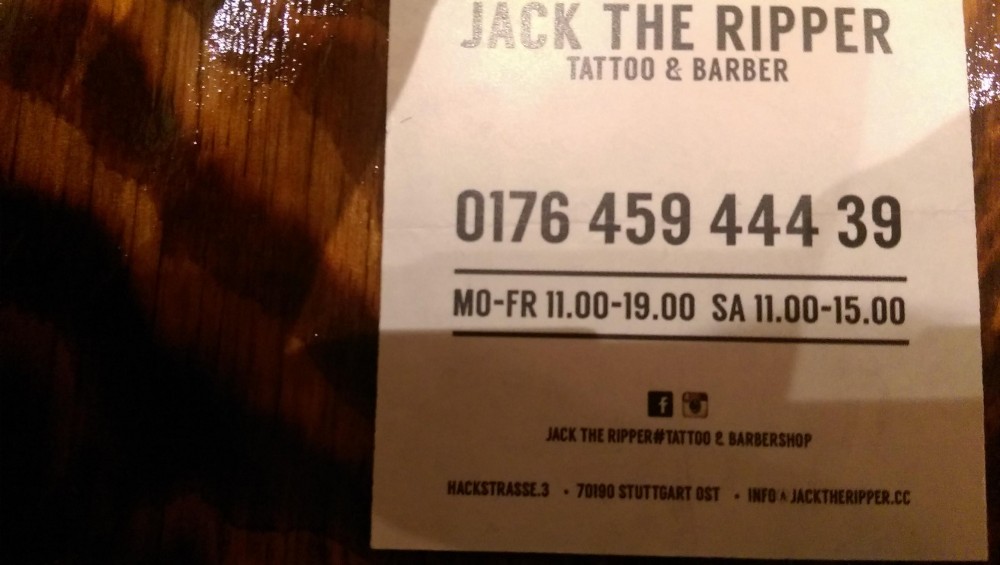 JACK THE RIPPER
TATTOO & BARBER
0176 459 444 39
MO-FR 11.00-19.00 SA 11.00-15.00
JACK THE RIPPER#TATTOO & BARBERSHOP
HACKSTRASSE.3 • 70190 STUTTGART OST • INFO @ JACKTHERIPPER.CC